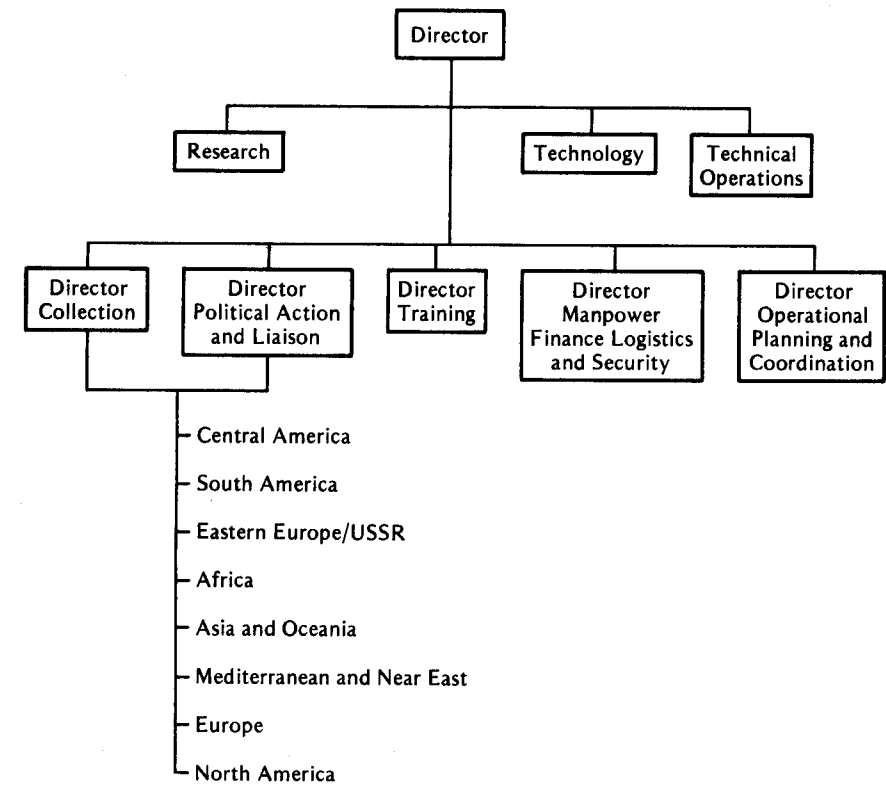 Director
Research
Technology
Technical
Operations
Director
Collection
Director
Political Action
and Liaison
Director
Training
Director
Manpower
Finance Logistics
and Security
Director
Operational
Planning and
Coordination
Central America
South America
Eastern Europe/USSR
Africa
Asia and Oceania
Mediterranean and Near East
Europe
North America